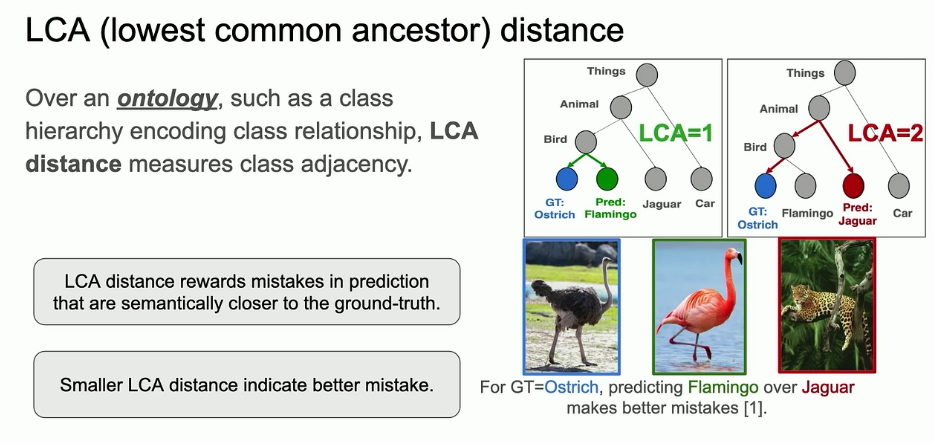 LCA (lowest common ancestor) distance
Over an ontology, such as a class
hierarchy encoding class relationship, LCA
distance measures class adjacency.
LCA distance rewards mistakes in prediction
that are semantically closer to the ground-truth.
Smaller LCA distance indicate better mistake.
Things
Animal
Bird
LCA=1
GT:
Ostrich
Pred:
Flamingo
Jaguar
Car
Things
Animal
Bird
LCA=2
GT:
Ostrich
Flamingo
Pred:
Jaguar
Car
For GT=Ostrich, predicting Flamingo over Jaguar
makes better mistakes [1].